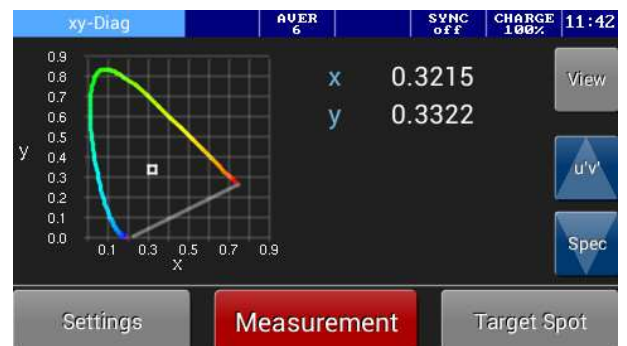 xy-Diag AVER 6 SYNC off CHARGE 100% 11:42
x 0.3215
y 0.3322
View
u'v'
Spec
y
0.9
0.8
0.7
0.6
0.5
0.4
0.3
0.2
0.1
0.0
0.1 0.3 0.5 0.7 0.9
x
Settings Measurement Target Spot